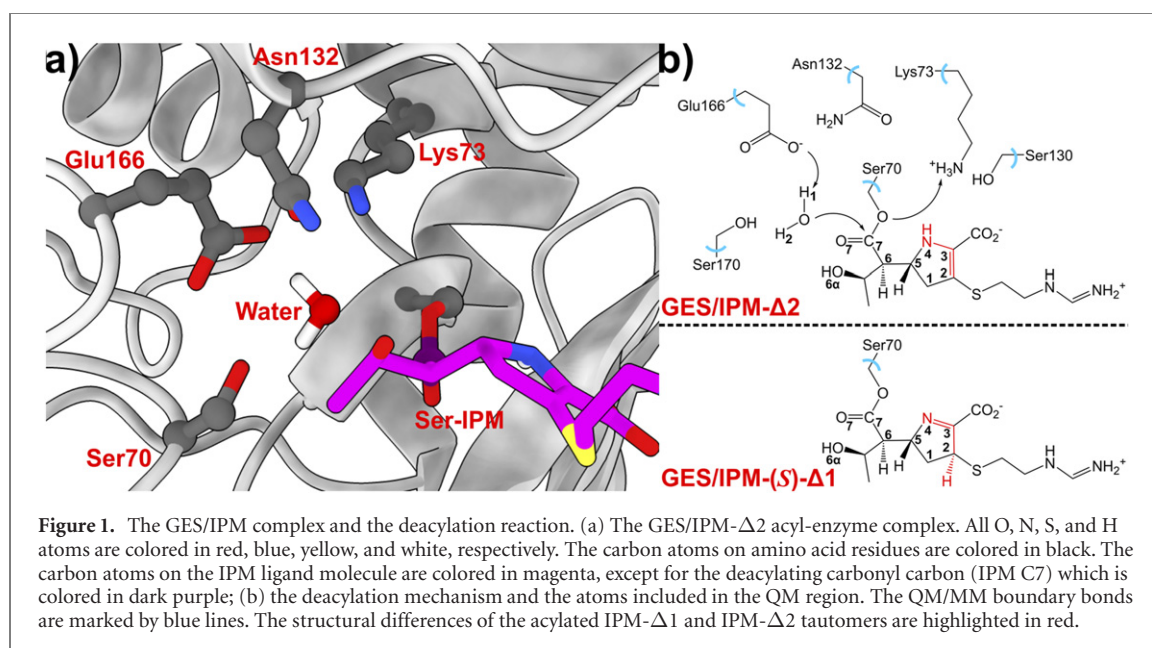 a)
Asn132
Glu166
Lys73
Water
Ser-IPM
Ser70
b)
Asn132
Lys73
Glu166
H2N
O
O
O-
Ser70
+H3N
Ser130
HO
H1
H-O
H2
OH
Ser170
O
O=C
7
7
6
5
H
N
4
3
CO2-
2
1
HO
6α
H
H
S
H
N
NH2+
GES/IPM-Δ2
Ser70
O
O=C
7
7
6
5
N
4
3
CO2-
2
1
HO
6α
H
H
S
H
H
N
NH2+
GES/IPM-(S)-Δ1
Figure 1. The GES/IPM complex and the deacylation reaction. (a) The GES/IPM-Δ2 acyl-enzyme complex. All O, N, S, and H
atoms are colored in red, blue, yellow, and white, respectively. The carbon atoms on amino acid residues are colored in black. The
carbon atoms on the IPM ligand molecule are colored in magenta, except for the deacylating carbonyl carbon (IPM C7) which is
colored in dark purple; (b) the deacylation mechanism and the atoms included in the QM region. The QM/MM boundary bonds
are marked by blue lines. The structural differences of the acylated IPM-Δ1 and IPM-Δ2 tautomers are highlighted in red.